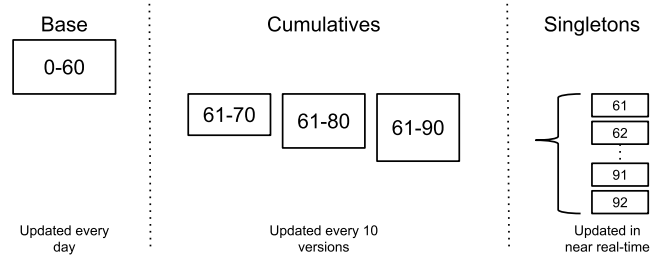 Base
Cumulatives
Singletons
0-60
61-70
61-80
61-90
61
62
91
92
Updated every
day
Updated every 10
versions
Updated in
near real-time